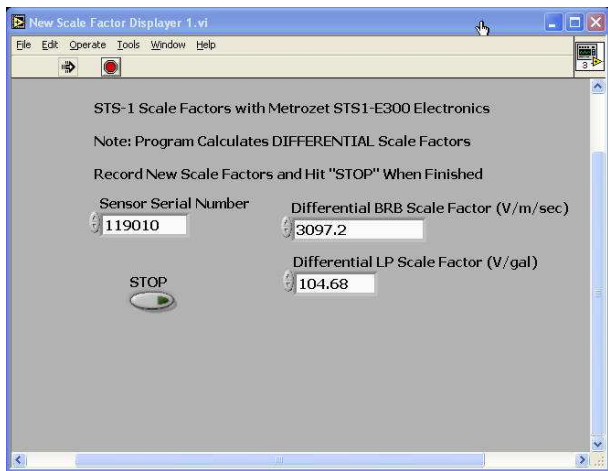 New Scale Factor Displayer 1.vi
File Edit Operate Tools Window Help
3
STS-1 Scale Factors with Metrozet STS1-E300 Electronics
Note: Program Calculates DIFFERENTIAL Scale Factors
Record New Scale Factors and Hit "STOP" When Finished
Sensor Serial Number
119010
Differential BRB Scale Factor (V/m/sec)
3097.2
Differential LP Scale Factor (V/gal)
104.68
STOP